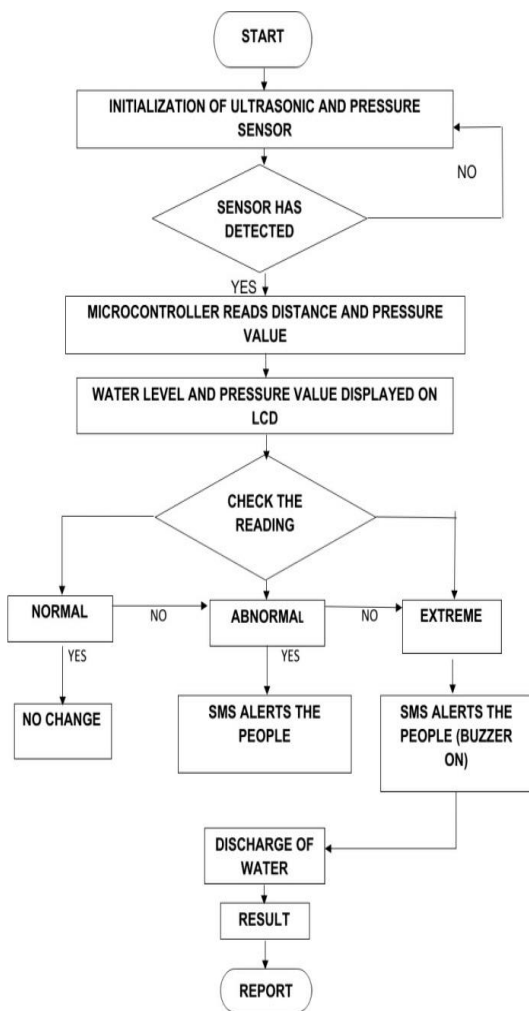 START
INITIALIZATION OF ULTRASONIC AND PRESSURE
SENSOR
NO
SENSOR HAS
DETECTED
YES
MICROCONTROLLER READS DISTANCE AND PRESSURE
VALUE
WATER LEVEL AND PRESSURE VALUE DISPLAYED ON
LCD
CHECK THE
READING
NORMAL
NO
ABNORMAL
NO
EXTREME
YES
YES
NO CHANGE
SMS ALERTS THE
PEOPLE
SMS ALERTS THE
PEOPLE (BUZZER
ON)
DISCHARGE OF
WATER
RESULT
REPORT